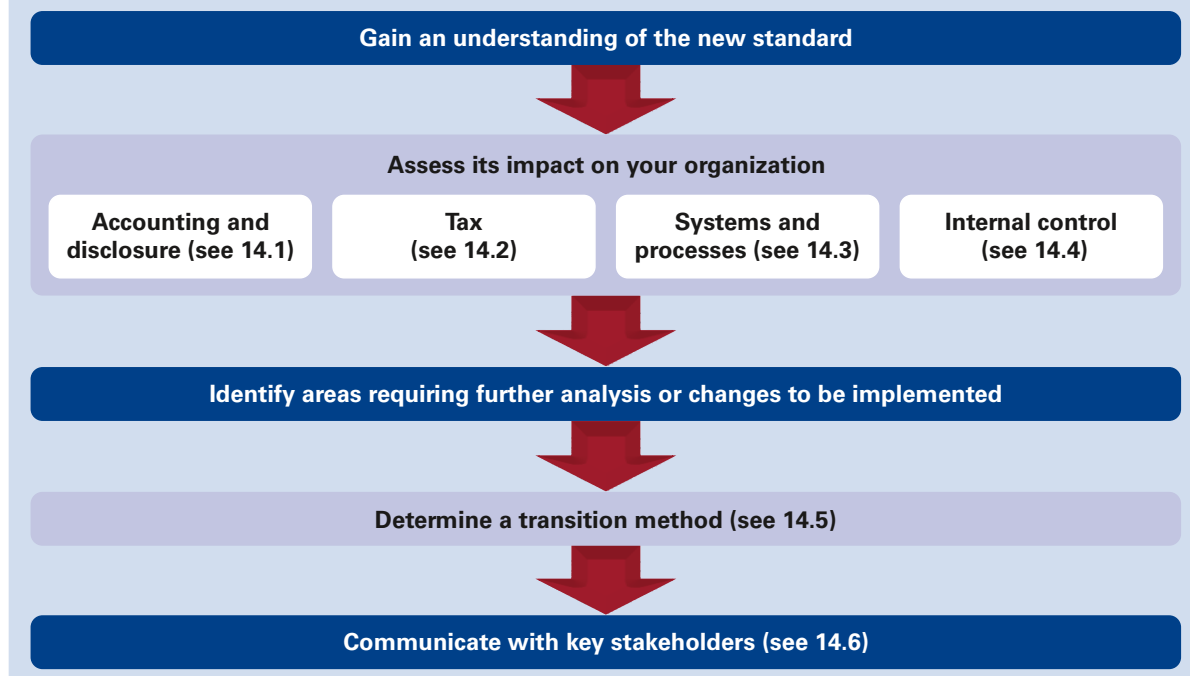 Gain an understanding of the new standard
Assess its impact on your organization
Accounting and
disclosure (see 14.1)
Tax
(see 14.2)
Systems and
processes (see 14.3)
Internal control
(see 14.4)
Identify areas requiring further analysis or changes to be implemented
Determine a transition method (see 14.5)
Communicate with key stakeholders (see 14.6)